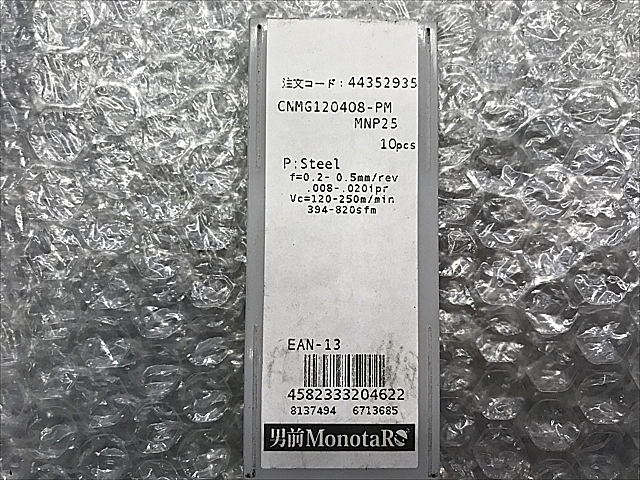 注文コード：44352935
CNMG120408-PM
MNP25
10pcs
P:Steel
f=0.2- 0.5mm/rev
.008-.020ipr
Vc=120-250m/min
394-820sfm
EAN-13
4582333204622
8137494 6713685
男前MonotaRO